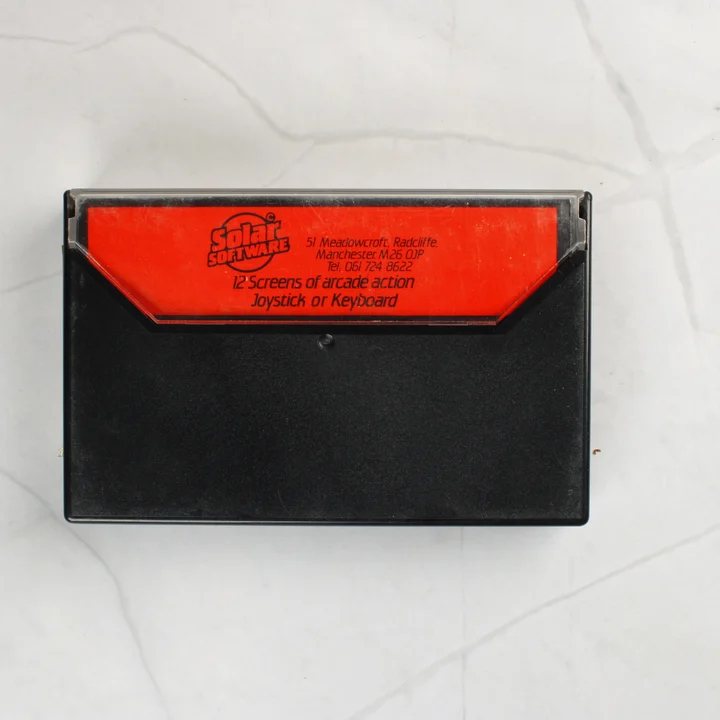 Solar ©
SOFTWARE
51 Meadowcroft, Radcliffe,
Manchester M26 0JP
Tel; 061 724 8622
12 Screens of arcade action
Joystick or Keyboard